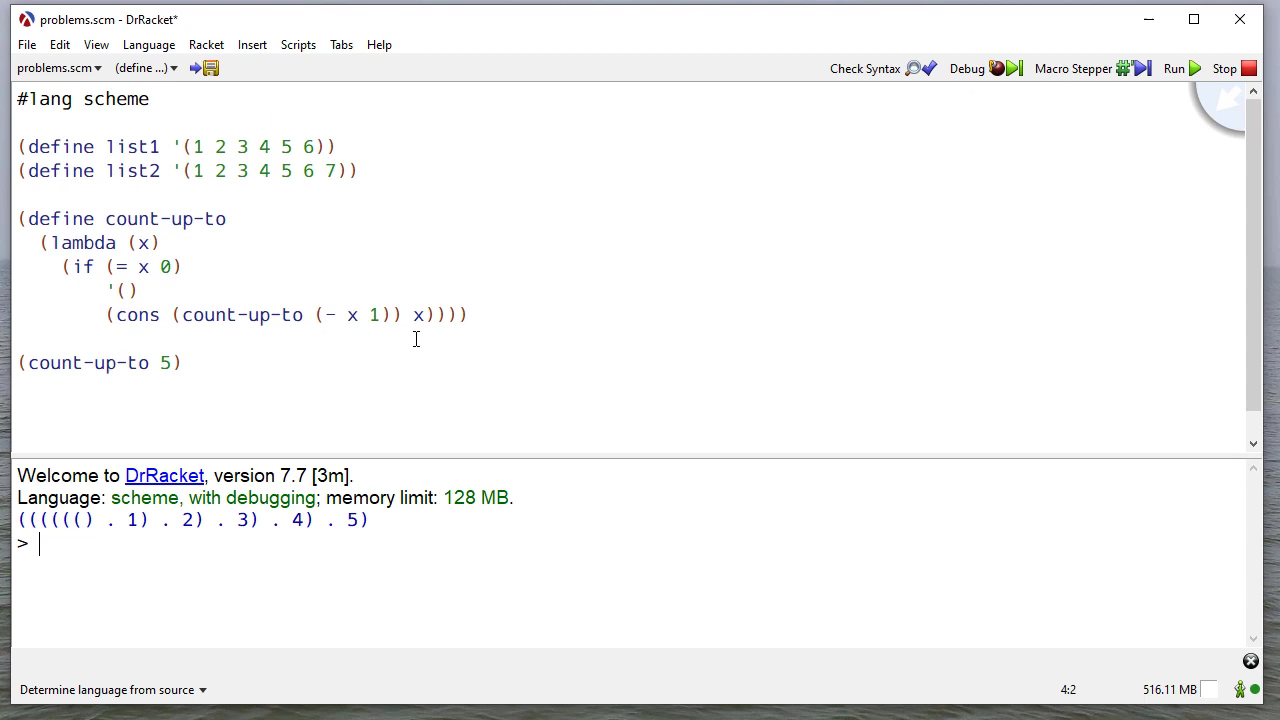 problems.scm - DrRacket*
File Edit View Language Racket Insert Scripts Tabs Help
problems.scm (define ...) Check Syntax Debug Macro Stepper Run Stop
#lang scheme
(define list1 '(1 2 3 4 5 6))
(define list2 '(1 2 3 4 5 6 7))
(define count-up-to
(lambda (x)
(if (= x 0)
'()
(cons (count-up-to (- x 1)) x))))
(count-up-to 5)
Welcome to DrRacket, version 7.7 [3m].
Language: scheme, with debugging; memory limit: 128 MB.
(((((() . 1) . 2) . 3) . 4) . 5)
>
Determine language from source 4:2 516.11 MB